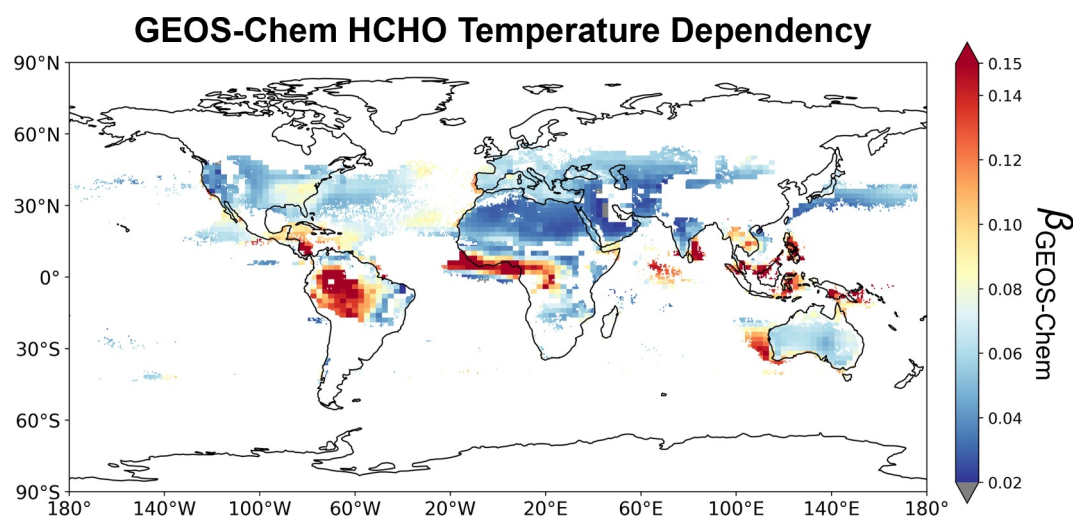 GEOS-Chem HCHO Temperature Dependency
90°N
60°N
30°N
0°
30°S
60°S
90°S
180°
140°W
100°W
60°W
20°W
20°E
60°E
100°E
140°E
180°
0.15
0.14
0.12
0.10
0.08
0.06
0.04
0.02
βGEOS-Chem